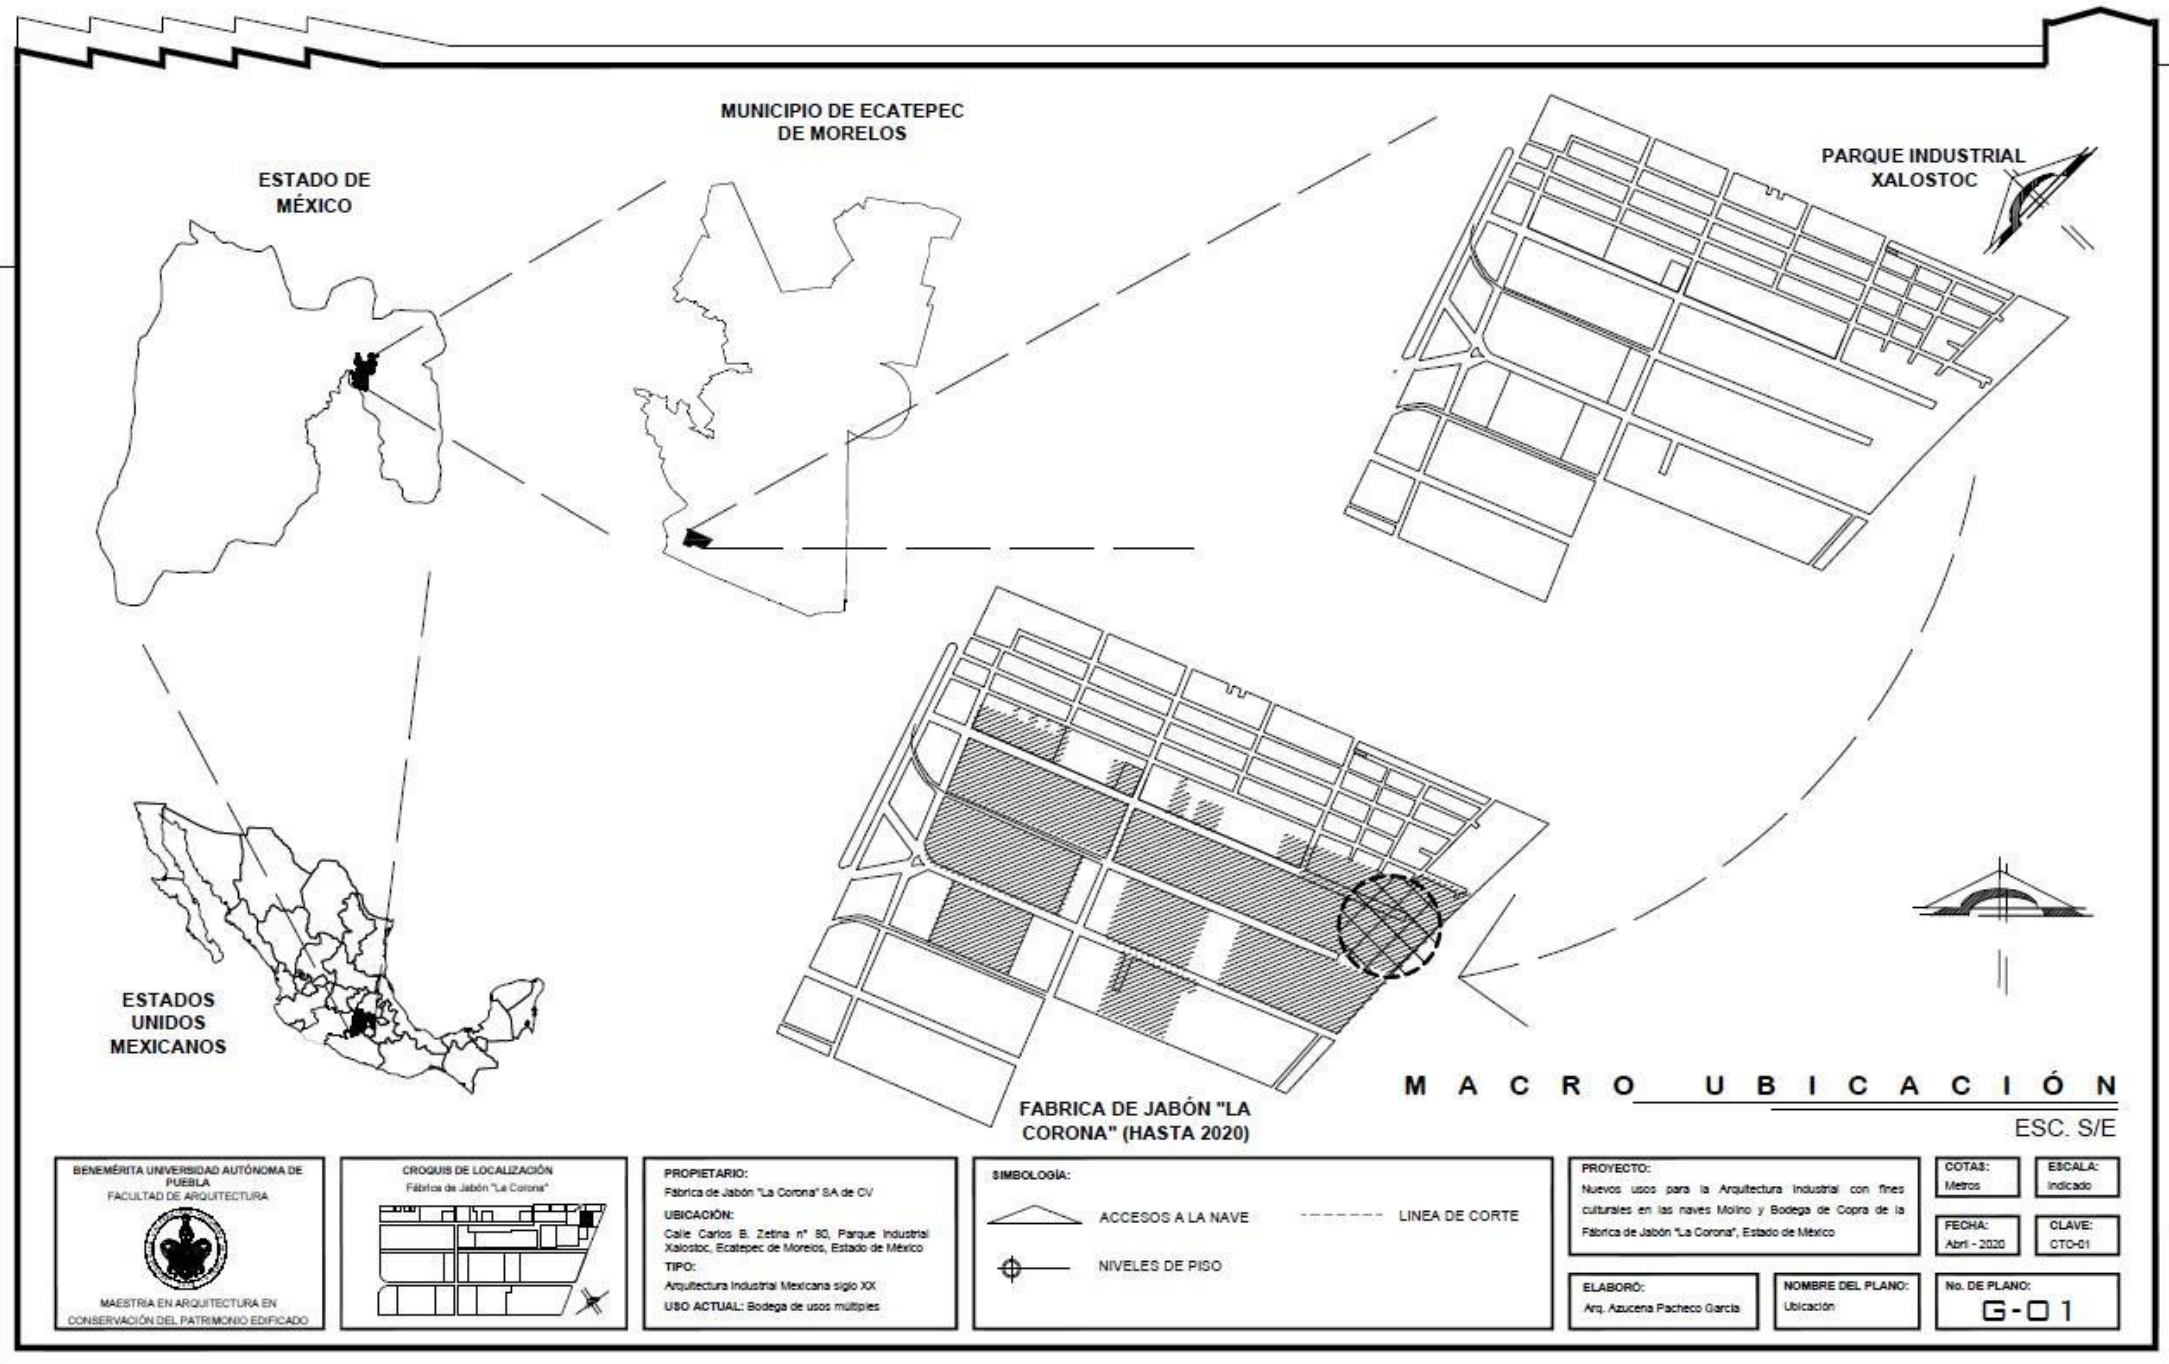 MUNICIPIO DE ECATEPEC
DE MORELOS
ESTADO DE
MÉXICO
PARQUE INDUSTRIAL
XALOSTOC
ESTADOS
UNIDOS
MEXICANOS
FABRICA DE JABÓN "LA
CORONA" (HASTA 2020)
MACRO UBICACIÓN
ESC. S/E
BENEMÉRITA UNIVERSIDAD AUTÓNOMA DE
PUEBLA
FACULTAD DE ARQUITECTURA
MAESTRIA EN ARQUITECTURA EN
CONSERVACIÓN DEL PATRIMONIO EDIFICADO
CROQUIS DE LOCALIZACIÓN
Fábrica de Jabón "La Corona"
PROPIETARIO:
Fábrica de Jabón "La Corona" SA de CV
UBICACIÓN:
Calle Carlos B. Zetina n° 80, Parque Industrial
Xalostoc, Ecatepec de Morelos, Estado de México
TIPO:
Arquitectura Industrial Mexicana siglo XX
USO ACTUAL: Bodega de usos múltiples
SIMBOLOGÍA:
ACCESOS A LA NAVE
LINEA DE CORTE
NIVELES DE PISO
PROYECTO:
Nuevos usos para la Arquitectura Industrial con fines
culturales en las naves Molino y Bodega de Copra de la
Fábrica de Jabón "La Corona", Estado de México
COTAS:
Metros
ESCALA:
Indicado
FECHA:
Abril - 2020
CLAVE:
CTO-01
ELABORÓ:
Arq. Azucena Pacheco García
NOMBRE DEL PLANO:
Ubicación
No. DE PLANO:
G-01